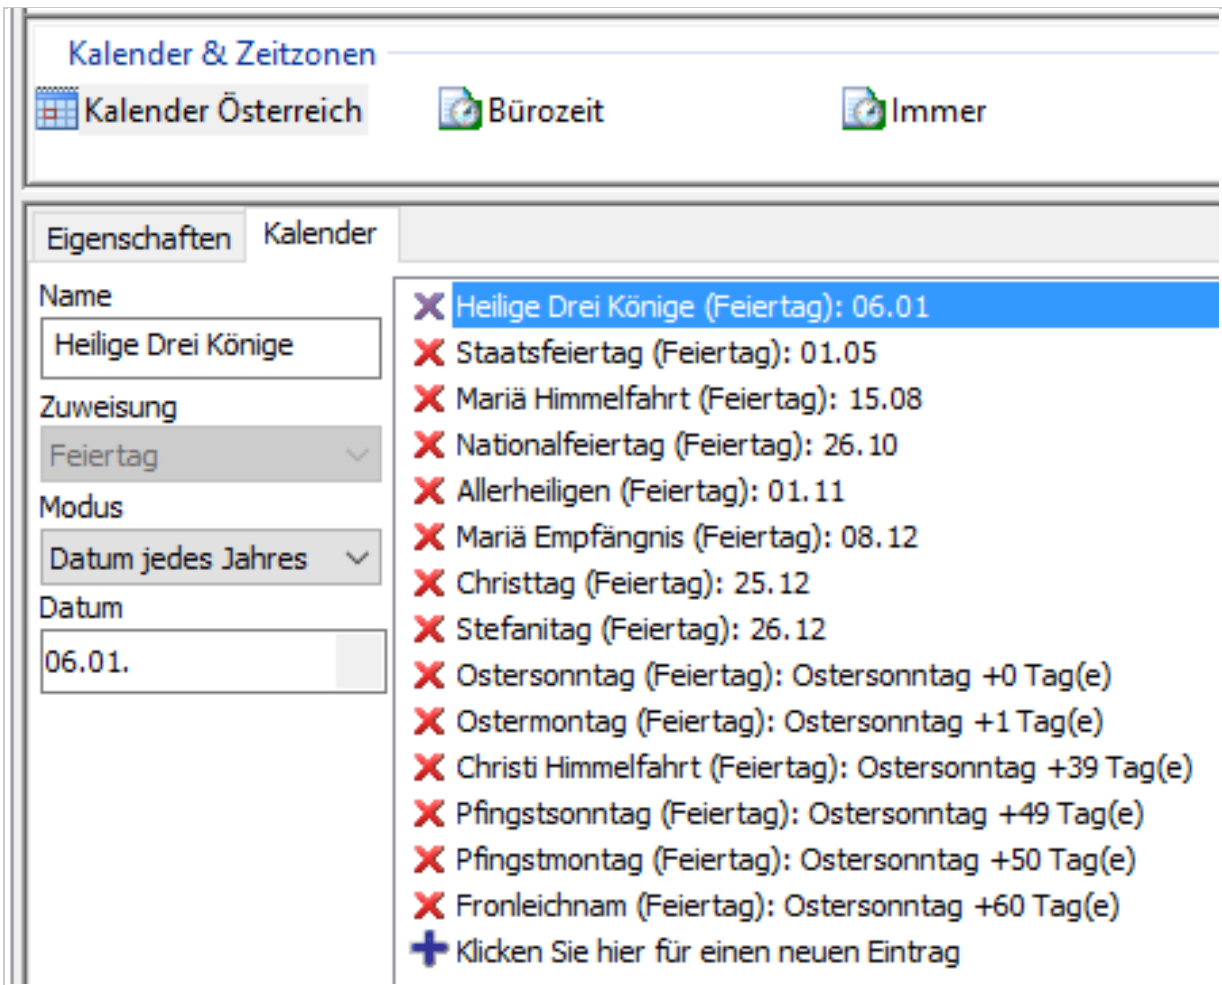 Kalender & Zeitzonen
Kalender Österreich
Bürozeit
Immer
Eigenschaften
Kalender
Name
Heilige Drei Könige
Zuweisung
Feiertag
Modus
Datum jedes Jahres
Datum
06.01.
Heilige Drei Könige (Feiertag): 06.01
Staatsfeiertag (Feiertag): 01.05
Mariä Himmelfahrt (Feiertag): 15.08
Nationalfeiertag (Feiertag): 26.10
Allerheiligen (Feiertag): 01.11
Mariä Empfängnis (Feiertag): 08.12
Christtag (Feiertag): 25.12
Stefanitag (Feiertag): 26.12
Ostersonntag (Feiertag): Ostersonntag +0 Tag(e)
Ostermontag (Feiertag): Ostersonntag +1 Tag(e)
Christi Himmelfahrt (Feiertag): Ostersonntag +39 Tag(e)
Pfingstsonntag (Feiertag): Ostersonntag +49 Tag(e)
Pfingstmontag (Feiertag): Ostersonntag +50 Tag(e)
Fronleichnam (Feiertag): Ostersonntag +60 Tag(e)
Klicken Sie hier für einen neuen Eintrag